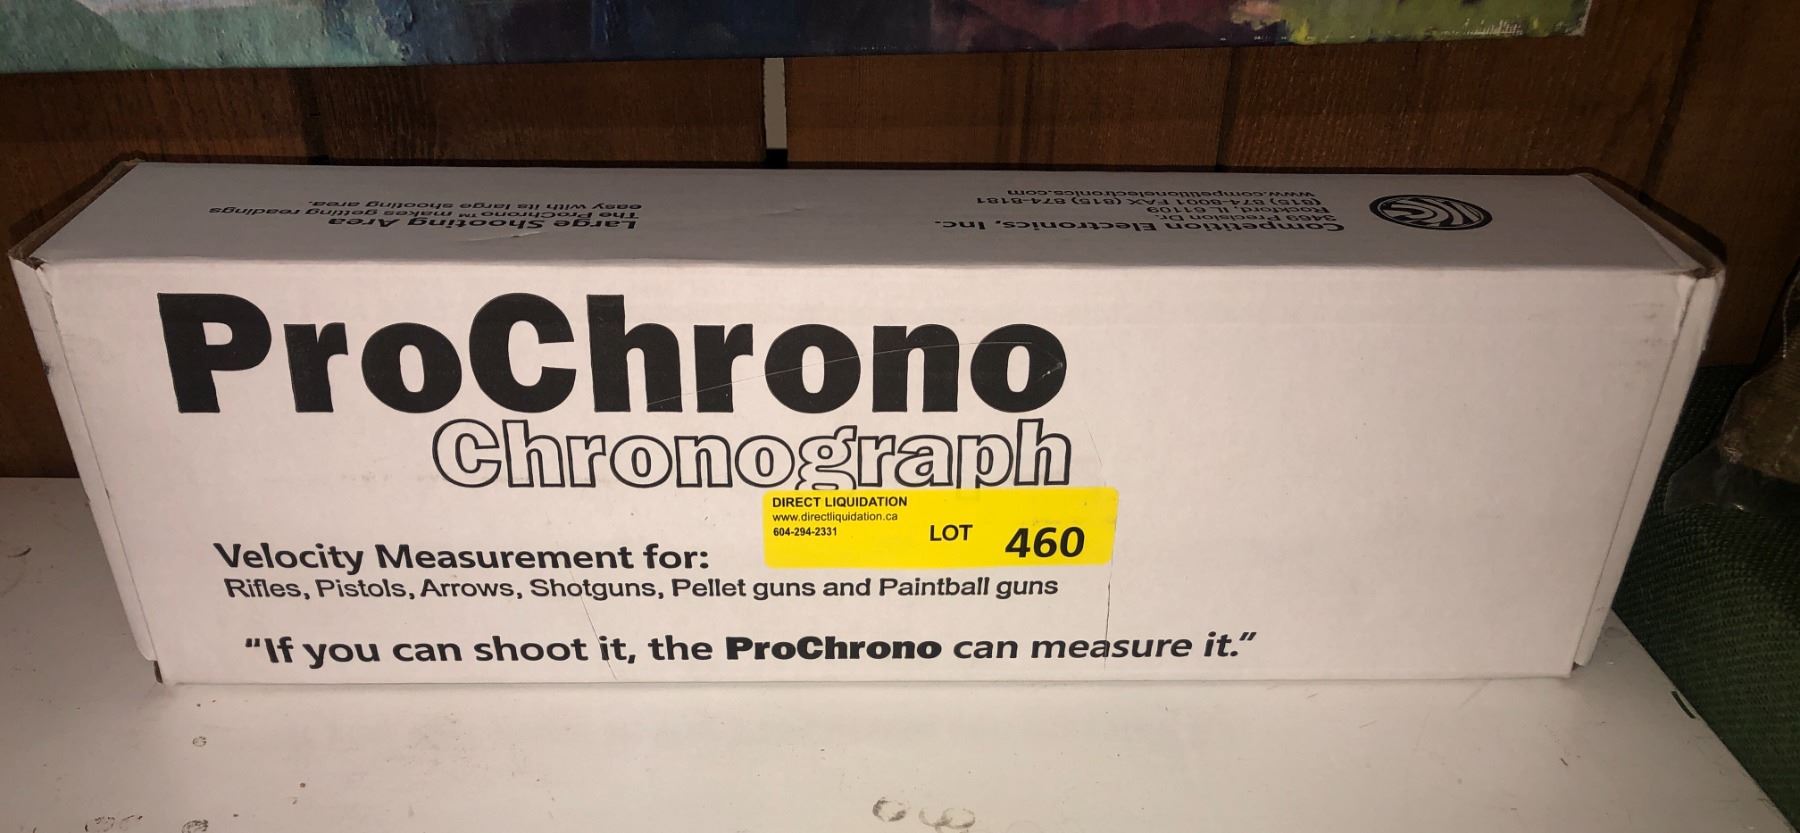 Large Shooting Area
The ProChrono™ makes getting readings
easy with its large shooting area.
Competition Electronics, Inc.
3469 Precision Dr.
Rockford, IL 61109
(815) 874-8001 FAX (815) 874-8181
www.competitionelectronics.com
ProChrono
Chronograph
DIRECT LIQUIDATION
www.directliquidation.ca
604-294-2331
LOT 460
Velocity Measurement for:
Rifles, Pistols, Arrows, Shotguns, Pellet guns and Paintball guns
"If you can shoot it, the ProChrono can measure it."